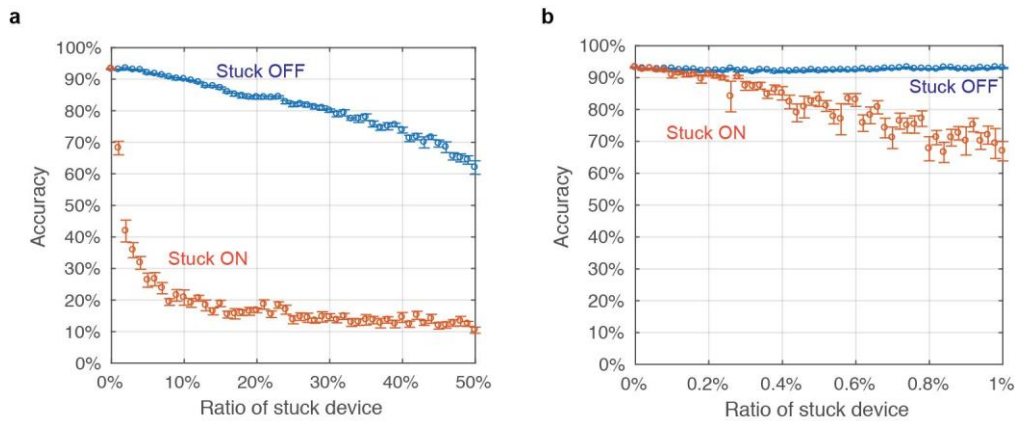 a
100%
90%
80%
70%
60%
50%
40%
30%
20%
10%
0%
Accuracy
Stuck OFF
Stuck ON
0% 10% 20% 30% 40% 50%
Ratio of stuck device
b
100%
90%
80%
70%
60%
50%
40%
30%
20%
10%
0%
Accuracy
Stuck OFF
Stuck ON
0% 0.2% 0.4% 0.6% 0.8% 1%
Ratio of stuck device